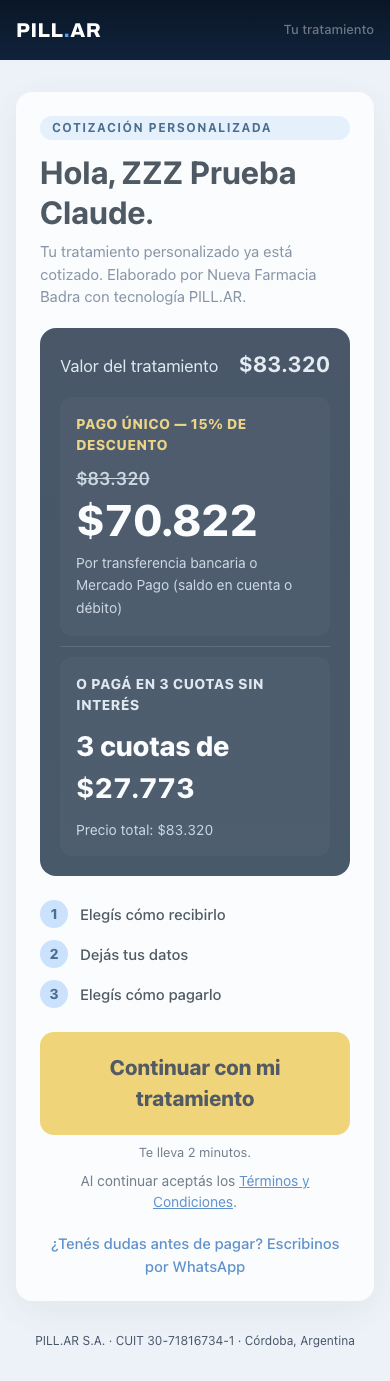 PILL.AR
Tu tratamiento
COTIZACIÓN PERSONALIZADA
Hola, ZZZ Prueba
Claude.
Tu tratamiento personalizado ya está
cotizado. Elaborado por Nueva Farmacia
Badra con tecnología PILL.AR.
Valor del tratamiento $83.320
PAGO ÚNICO — 15% DE
DESCUENTO
$83.320
$70.822
Por transferencia bancaria o
Mercado Pago (saldo en cuenta o
débito)
O PAGÁ EN 3 CUOTAS SIN
INTERÉS
3 cuotas de
$27.773
Precio total: $83.320
1 Elegís cómo recibirlo
2 Dejás tus datos
3 Elegís cómo pagarlo
Continuar con mi
tratamiento
Te lleva 2 minutos.
Al continuar aceptás los Términos y
Condiciones.
¿Tenés dudas antes de pagar? Escribinos
por WhatsApp
PILL.AR S.A. · CUIT 30-71816734-1 · Córdoba, Argentina